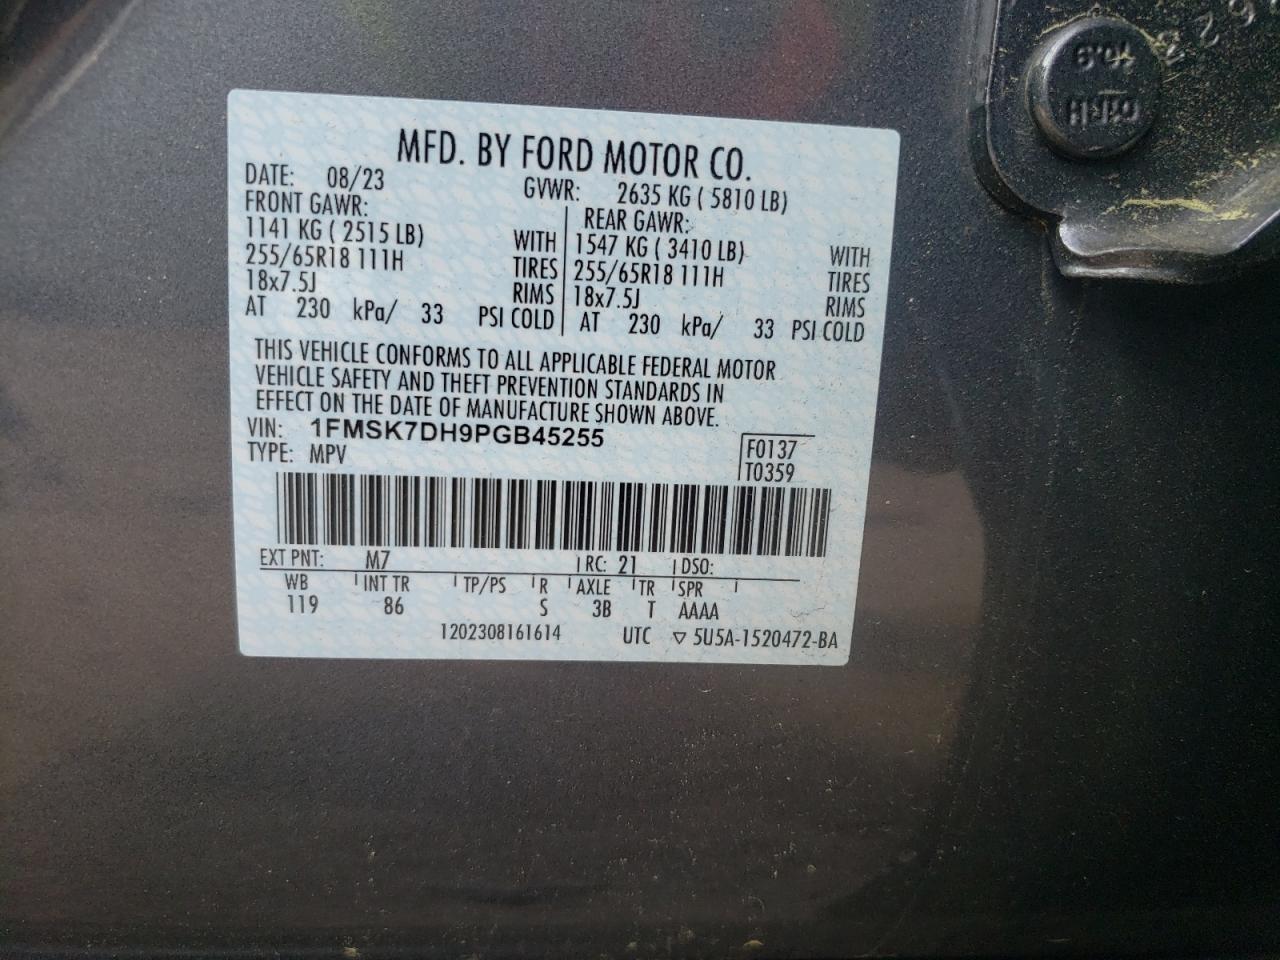 MFD. BY FORD MOTOR CO.
DATE: 08/23 GVWR: 2635 KG ( 5810 LB)
FRONT GAWR: REAR GAWR:
1141 KG ( 2515 LB) WITH 1547 KG ( 3410 LB) WITH
255/65R18 111H TIRES 255/65R18 111H TIRES
18x7.5J RIMS 18x7.5J RIMS
AT 230 kPa/ 33 PSI COLD AT 230 kPa/ 33 PSI COLD
THIS VEHICLE CONFORMS TO ALL APPLICABLE FEDERAL MOTOR
VEHICLE SAFETY AND THEFT PREVENTION STANDARDS IN
EFFECT ON THE DATE OF MANUFACTURE SHOWN ABOVE.
VIN: 1FMSK7DH9PGB45255
TYPE: MPV
F0137
T0359
EXT PNT: M7 RC: 21 DSO:
WB INT TR TP/PS R AXLE TR SPR
119 86 S 3B T AAAA
1202308161614 UTC ▽ 5U5A-1520472-BA
10.9